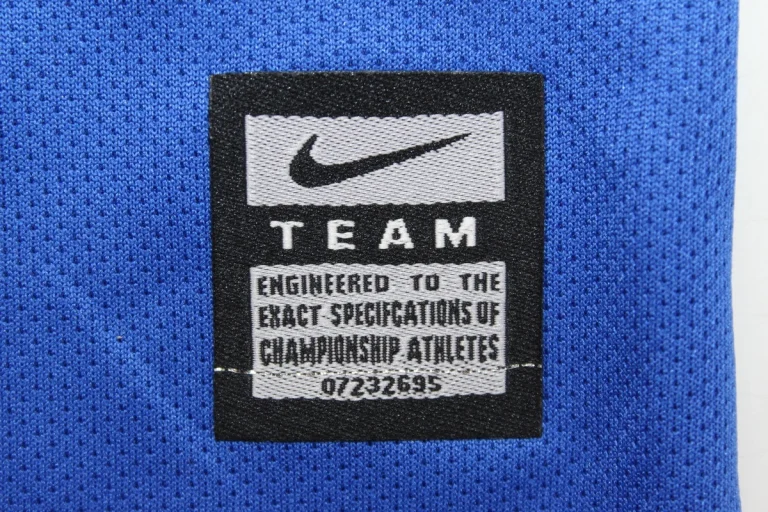 TEAM
ENGINEERED TO THE
EXACT SPECIFCATIONS OF
CHAMPIONSHIP ATHLETES
07232695